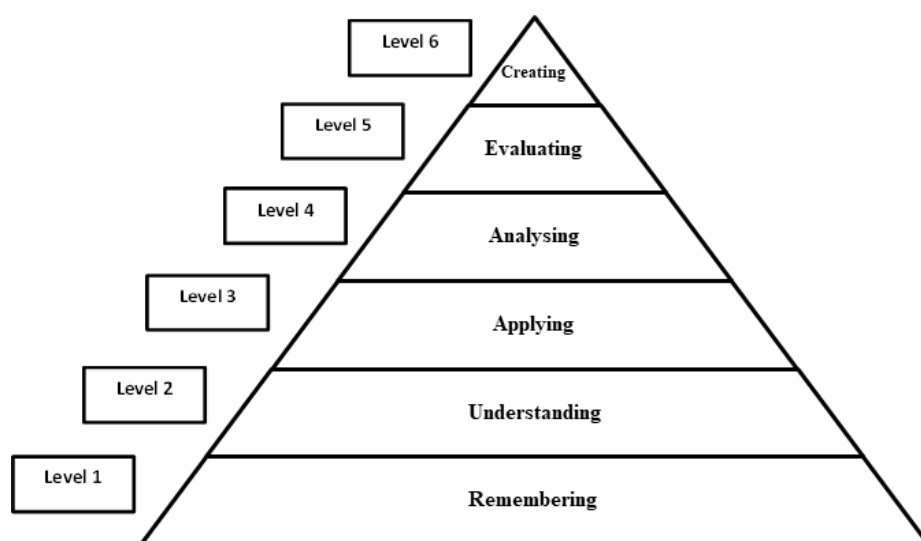 Level 6
Creating
Level 5
Evaluating
Level 4
Analysing
Level 3
Applying
Level 2
Understanding
Level 1
Remembering